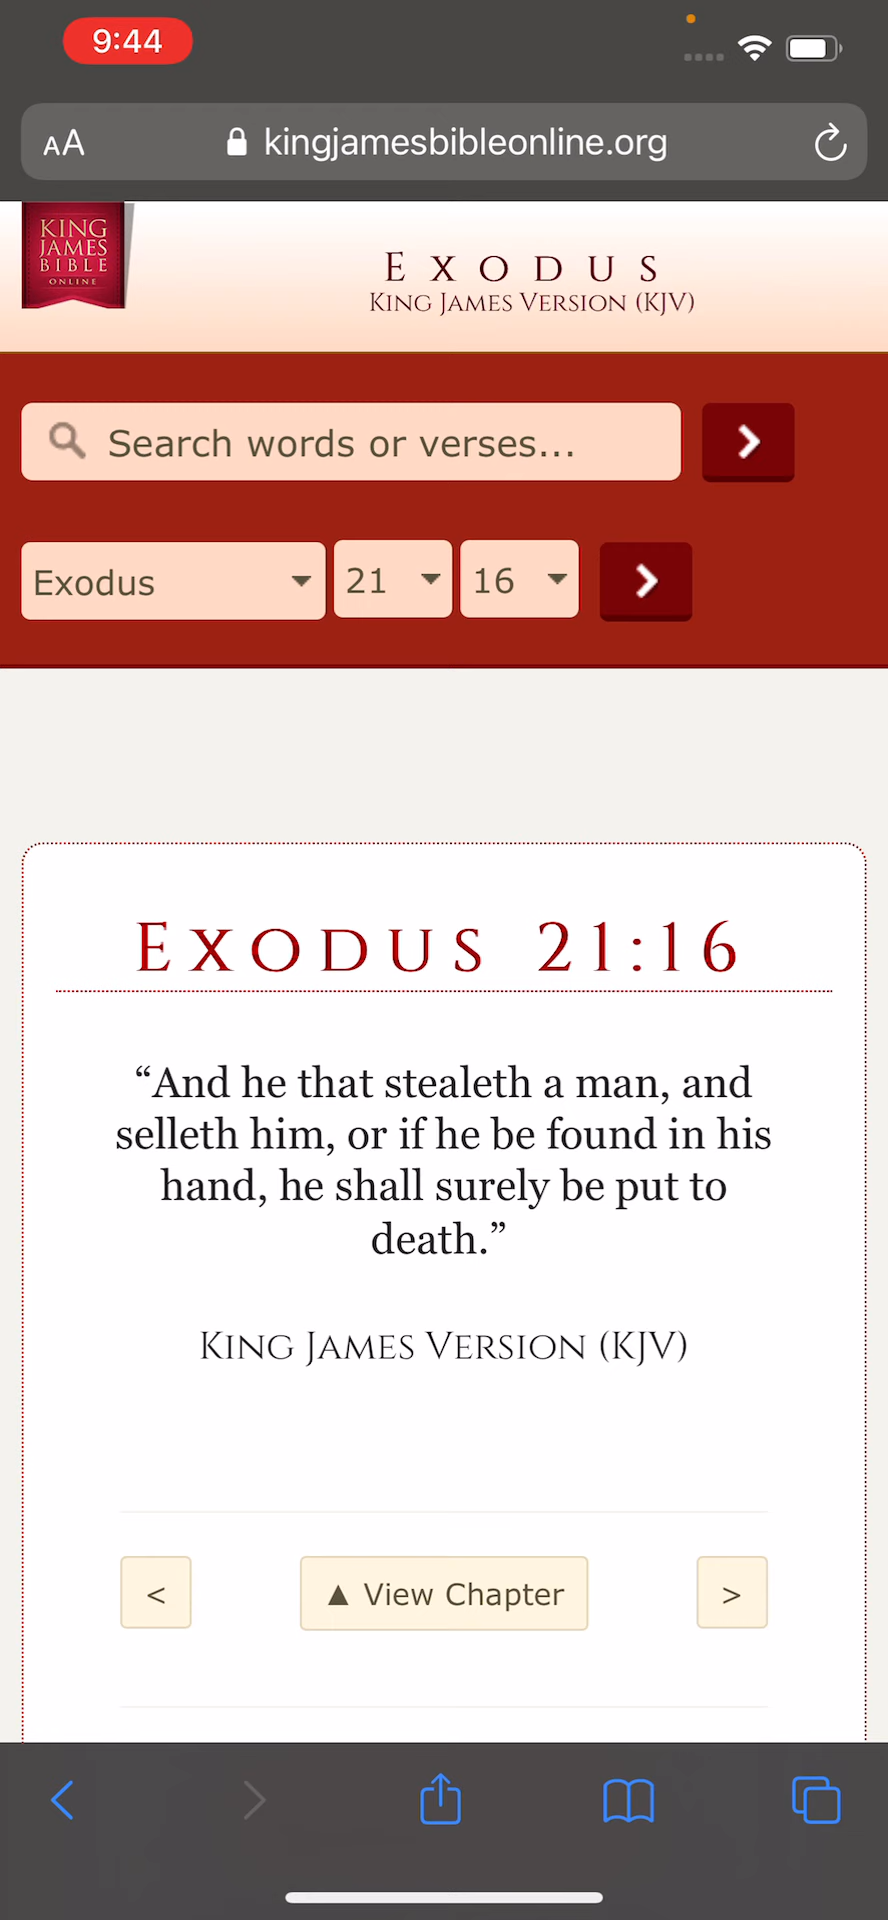 9:44
AA kingjamesbibleonline.org
KING
JAMES
BIBLE
ONLINE
EXODUS
KING JAMES VERSION (KJV)
Search words or verses...
Exodus 21 16
EXODUS 21:16
“And he that stealeth a man, and
selleth him, or if he be found in his
hand, he shall surely be put to
death.”
KING JAMES VERSION (KJV)
< ▲ View Chapter >